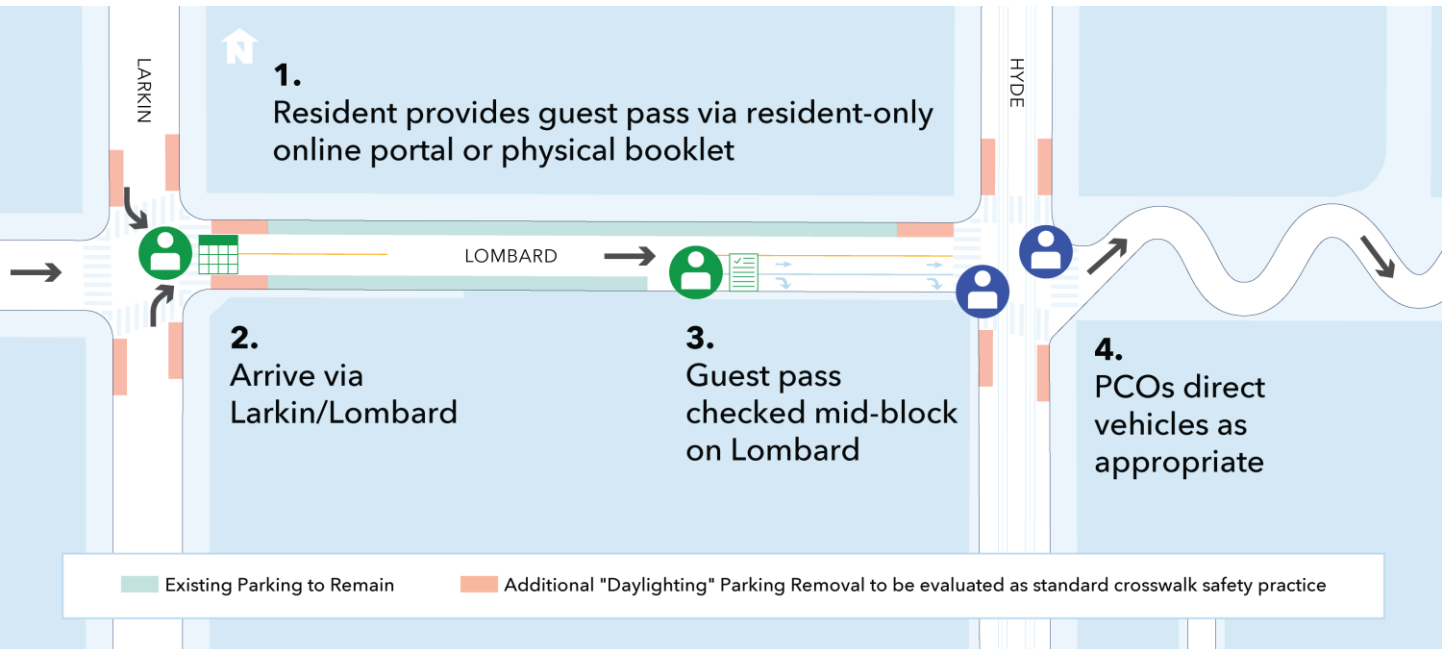 N
LARKIN
HYDE
1.
Resident provides guest pass via resident-only
online portal or physical booklet
LOMBARD
2.
Arrive via
Larkin/Lombard
3.
Guest pass
checked mid-block
on Lombard
4.
PCOs direct
vehicles as
appropriate
Existing Parking to Remain
Additional "Daylighting" Parking Removal to be evaluated as standard crosswalk safety practice